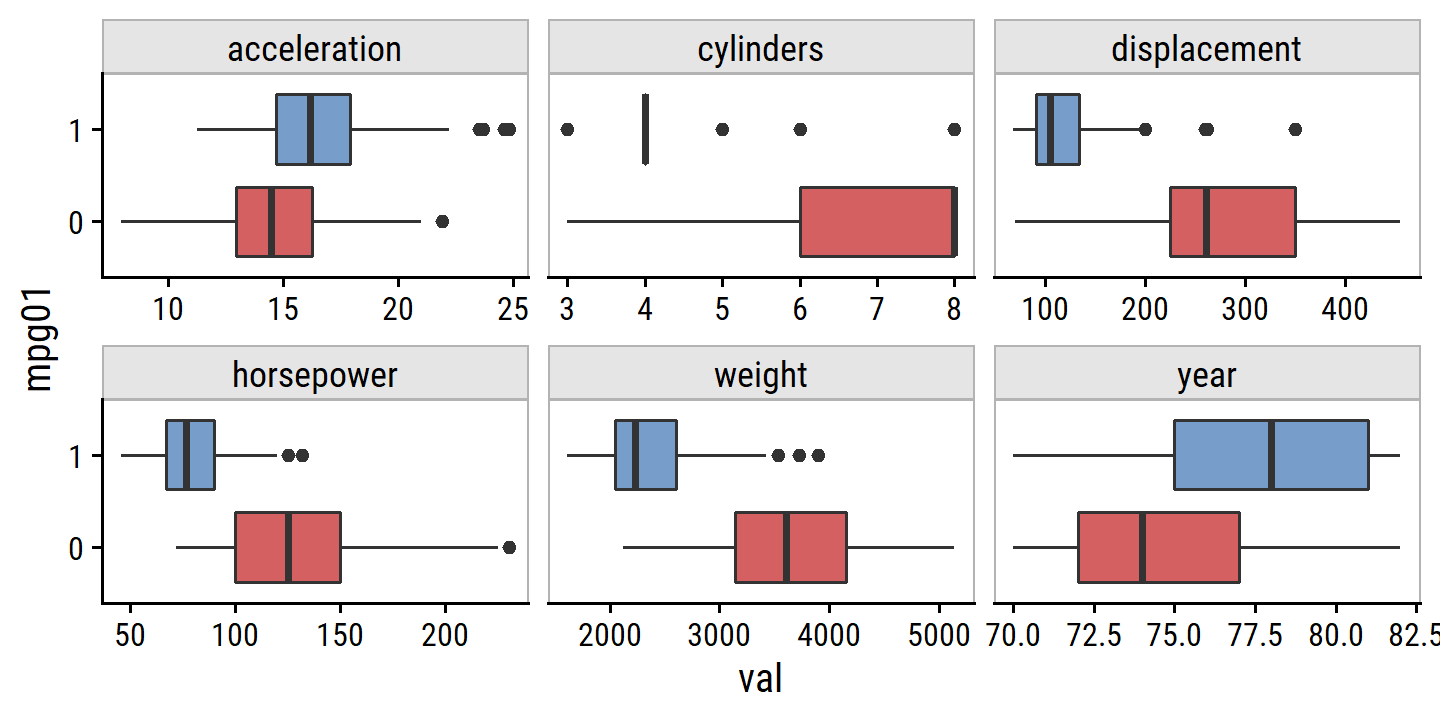 acceleration cylinders displacement
1
0
10 15 20 25 3 4 5 6 7 8 100 200 300 400
mpg01
horsepower weight year
1
0
50 100 150 200 2000 3000 4000 5000 70.0 72.5 75.0 77.5 80.0 82.5
val